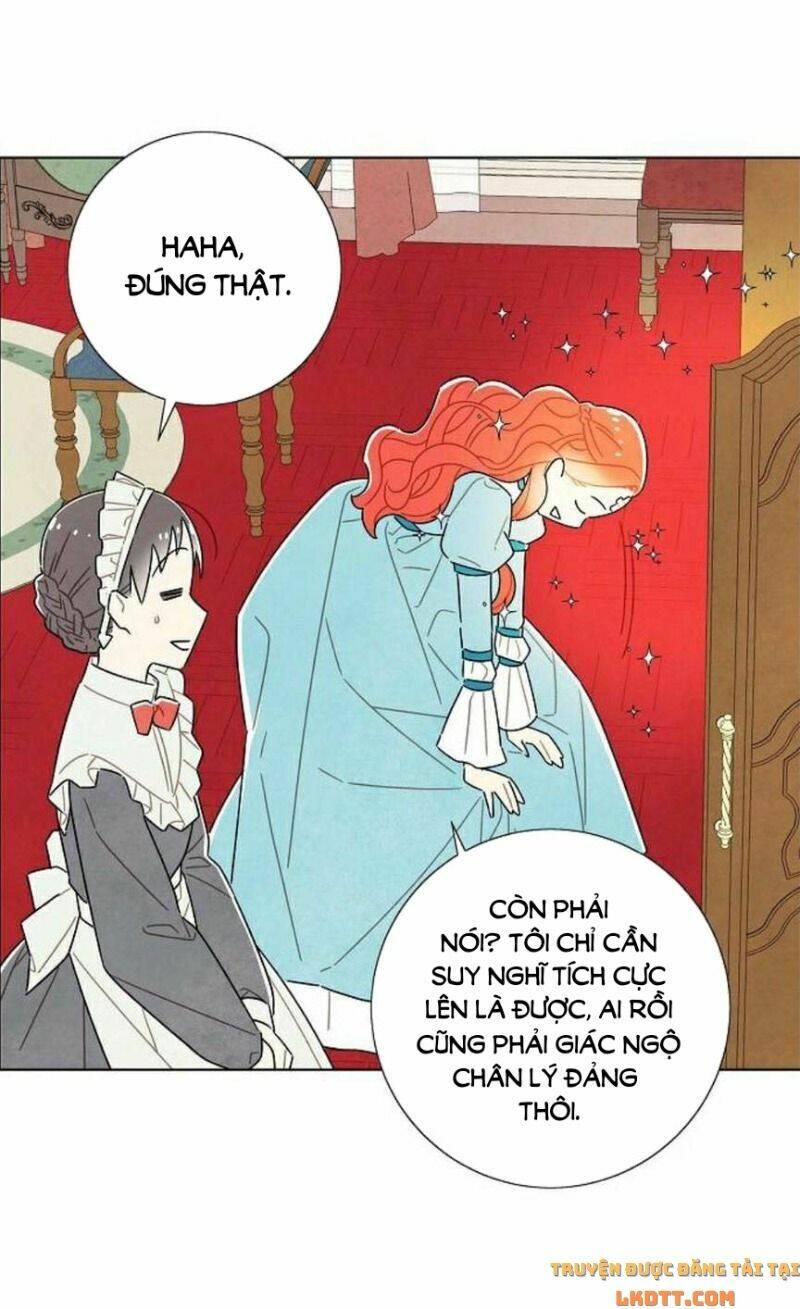 HAHA,
ĐÚNG THẬT.
CÒN PHẢI
NÓI? TÔI CHỈ CẦN
SUY NGHĨ TÍCH CỰC
LÊN LÀ ĐƯỢC, AI RỒI
CŨNG PHẢI GIÁC NGỘ
CHÂN LÝ ĐẢNG
THÔI.
TRUYỆN ĐƯỢC ĐĂNG TẢI TẠI
LKDTT.COM